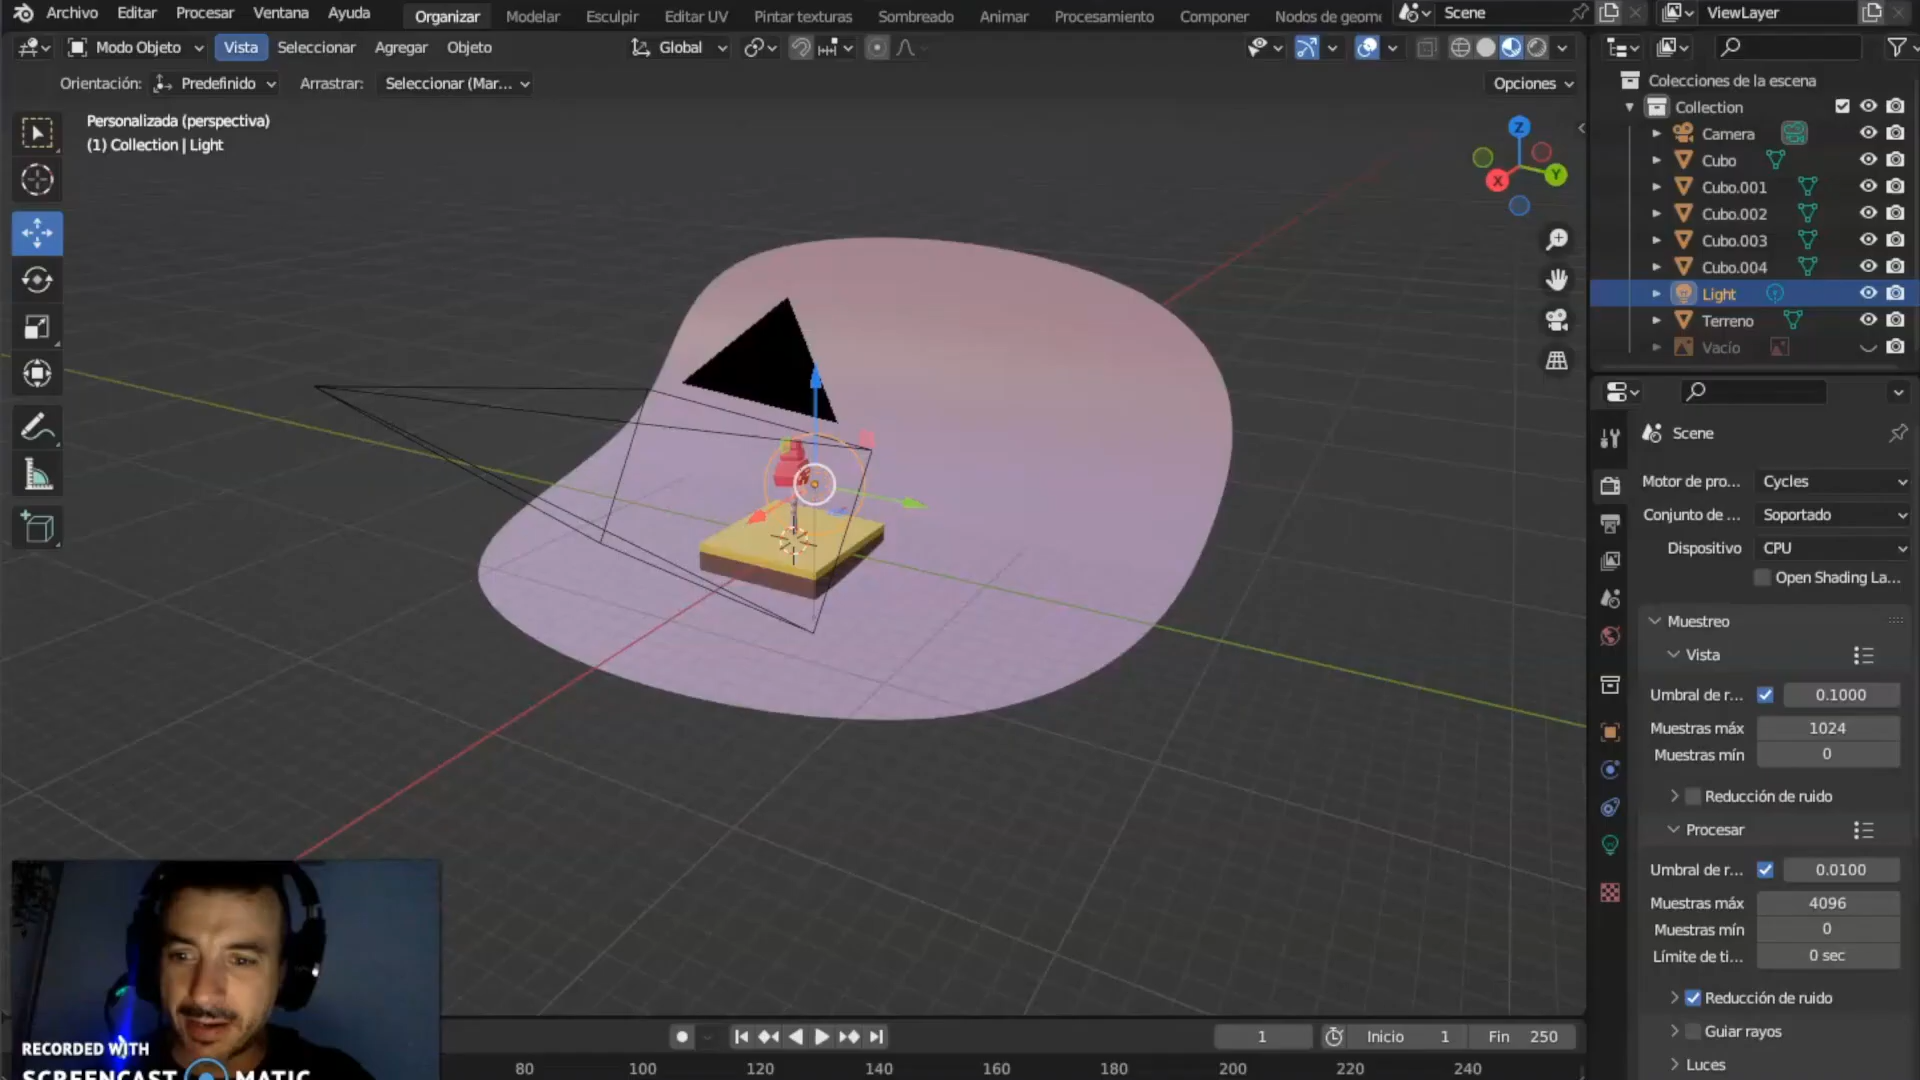 Archivo Editar Procesar Ventana Ayuda Organizar Modelar Esculpir Editar UV Pintar texturas Sombreado Animar Procesamiento Componer Nodos de geom Scene ViewLayer
Modo Objeto Vista Seleccionar Agregar Objeto Global
Orientación: Predefinido Arrastrar: Seleccionar (Mar... Opciones
Personalizada (perspectiva)
(1) Collection | Light
Z
X
Y
Colecciones de la escena
Collection
Camera
Cubo
Cubo.001
Cubo.002
Cubo.003
Cubo.004
Light
Terreno
Vacío
Scene
Motor de pro... Cycles
Conjunto de ... Soportado
Dispositivo CPU
Open Shading La...
Muestreo
Vista
Umbral de r... 0.1000
Muestras máx 1024
Muestras mín 0
Reducción de ruido
Procesar
Umbral de r... 0.0100
Muestras máx 4096
Muestras mín 0
Límite de ti... 0 sec
Reducción de ruido
Guiar rayos
Luces
1 Inicio 1 Fin 250
80 100 120 140 160 180 200 220 240
RECORDED WITH
SCREENCAST MATIC